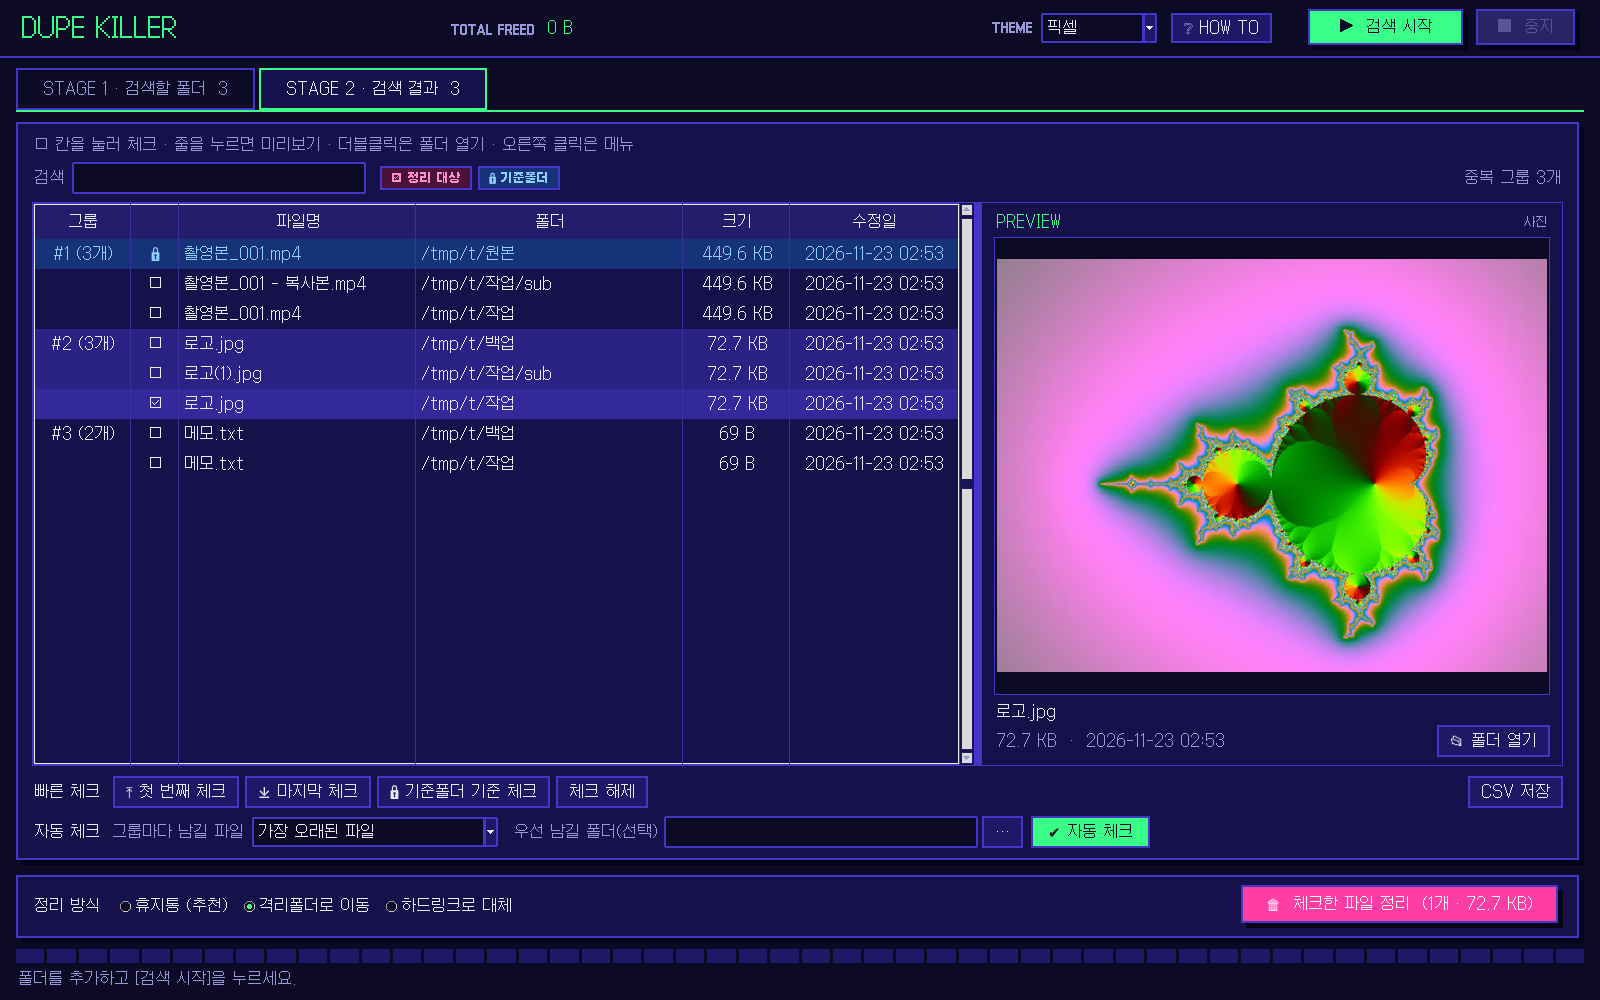 DUPE KILLER
TOTAL FREED 0 B
THEME 픽셀
? HOW TO
▶ 검색 시작
■ 중지
STAGE 1 · 검색할 폴더 3
STAGE 2 · 검색 결과 3
☐ 칸을 눌러 체크 · 줄을 누르면 미리보기 · 더블클릭은 폴더 열기 · 오른쪽 클릭은 메뉴
검색
☑ 정리 대상
🔒 기준폴더
중복 그룹 3개
그룹 파일명 폴더 크기 수정일
#1 (3개) 🔒 촬영본_001.mp4 /tmp/t/원본 449.6 KB 2026-11-23 02:53
☐ 촬영본_001 - 복사본.mp4 /tmp/t/작업/sub 449.6 KB 2026-11-23 02:53
☐ 촬영본_001.mp4 /tmp/t/작업 449.6 KB 2026-11-23 02:53
#2 (3개) ☐ 로고.jpg /tmp/t/백업 72.7 KB 2026-11-23 02:53
☐ 로고(1).jpg /tmp/t/작업/sub 72.7 KB 2026-11-23 02:53
☑ 로고.jpg /tmp/t/작업 72.7 KB 2026-11-23 02:53
#3 (2개) ☐ 메모.txt /tmp/t/백업 69 B 2026-11-23 02:53
☐ 메모.txt /tmp/t/작업 69 B 2026-11-23 02:53
PREVIEW 사진
로고.jpg
72.7 KB · 2026-11-23 02:53
폴더 열기
빠른 체크 첫 번째 체크 마지막 체크 🔒 기준폴더 기준 체크 체크 해제
CSV 저장
자동 체크 그룹마다 남길 파일 가장 오래된 파일 우선 남길 폴더(선택) ... ✔ 자동 체크
정리 방식 휴지통 (추천) 격리폴더로 이동 하드링크로 대체
🗑 체크한 파일 정리 (1개 · 72.7 KB)
폴더를 추가하고 [검색 시작]을 누르세요.